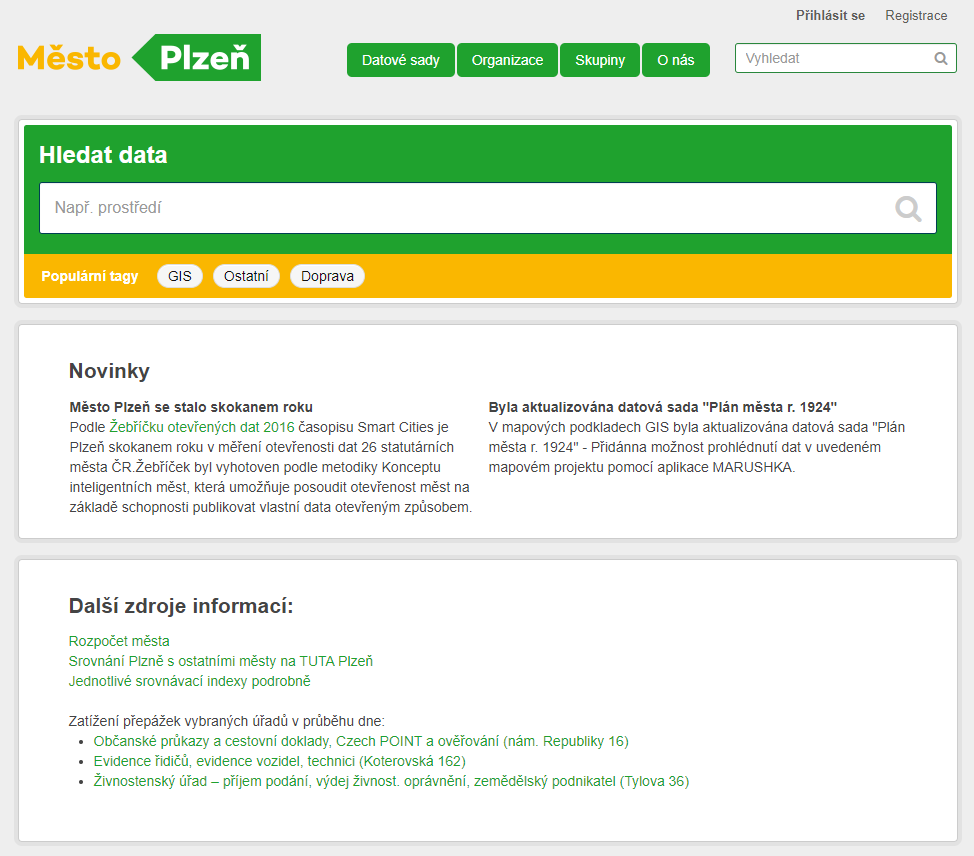 Přihlásit se Registrace
Město Plzeň
Datové sady Organizace Skupiny O nás Vyhledat
Hledat data
Např. prostředí
Populární tagy GIS Ostatní Doprava
Novinky
Město Plzeň se stalo skokanem roku
Podle Žebříčku otevřených dat 2016 časopisu Smart Cities je
Plzeň skokanem roku v měření otevřenosti dat 26 statutárních
města ČR.Žebříček byl vyhotoven podle metodiky Konceptu
inteligentních měst, která umožňuje posoudit otevřenost měst na
základě schopnosti publikovat vlastní data otevřeným způsobem.
Byla aktualizována datová sada "Plán města r. 1924"
V mapových podkladech GIS byla aktualizována datová sada "Plán
města r. 1924" - Přidánna možnost prohlédnutí dat v uvedeném
mapovém projektu pomocí aplikace MARUSHKA.
Další zdroje informací:
Rozpočet města
Srovnání Plzně s ostatními městy na TUTA Plzeň
Jednotlivé srovnávací indexy podrobně
Zatížení přepážek vybraných úřadů v průběhu dne:
• Občanské průkazy a cestovní doklady, Czech POINT a ověřování (nám. Republiky 16)
• Evidence řidičů, evidence vozidel, technici (Koterovská 162)
• Živnostenský úřad – příjem podání, výdej živnost. oprávnění, zemědělský podnikatel (Tylova 36)